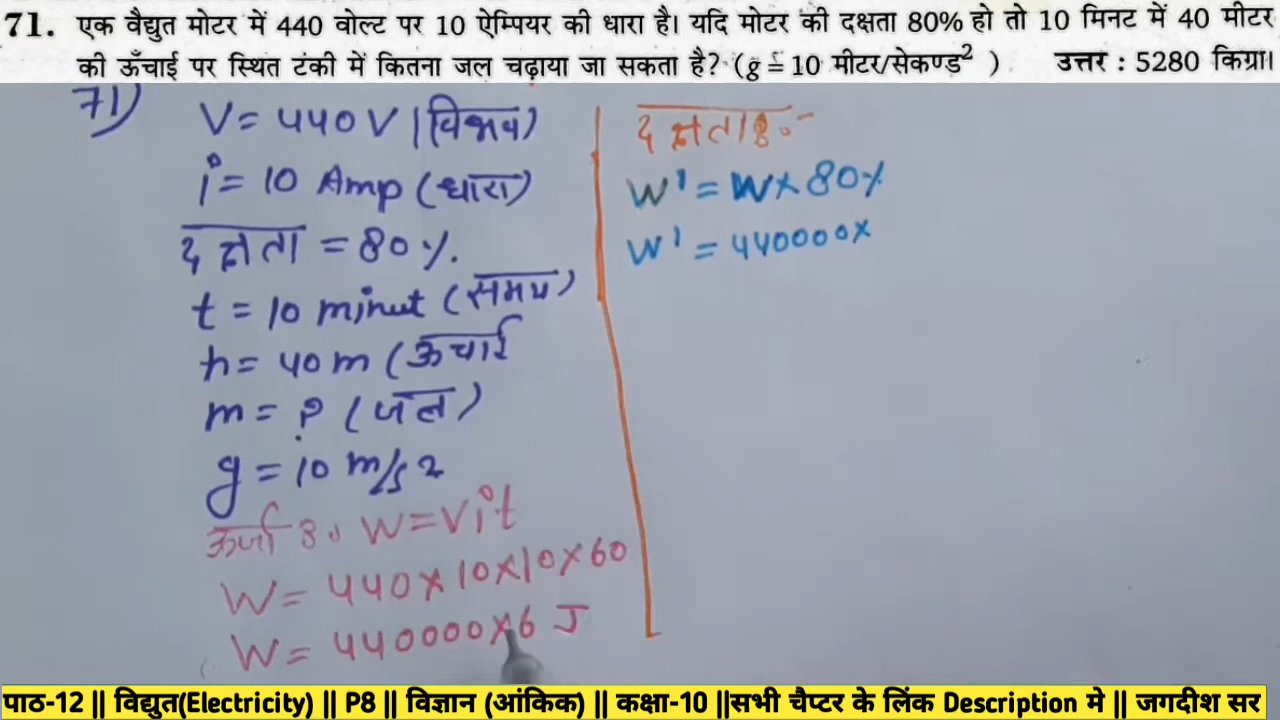 71. एक वैद्युत मोटर में 440 वोल्ट पर 10 ऐम्पियर की धारा है। यदि मोटर की दक्षता 80% हो तो 10 मिनट में 40 मीटर
की ऊँचाई पर स्थित टंकी में कितना जल चढ़ाया जा सकता है? (g = 10 मीटर/सेकण्ड² ) उत्तर : 5280 किग्रा।
71)
V = 440 V (विभव)
i = 10 Amp (धारा)
दक्षता = 80 %.
t = 10 minut (समय)
h = 40 m (ऊंचाई
m = ? (जल)
g = 10 m/s2
ऊर्जा 8० W = Vit
W = 440×10×10×60
W = 440000×6 J
दक्षता 8०-
W' = W× 80%
W' = 440000×
पाठ-12 || विद्युत(Electricity) || P8 || विज्ञान (आंकिक) || कक्षा-10 ||सभी चैप्टर के लिंक Description मे || जगदीश सर